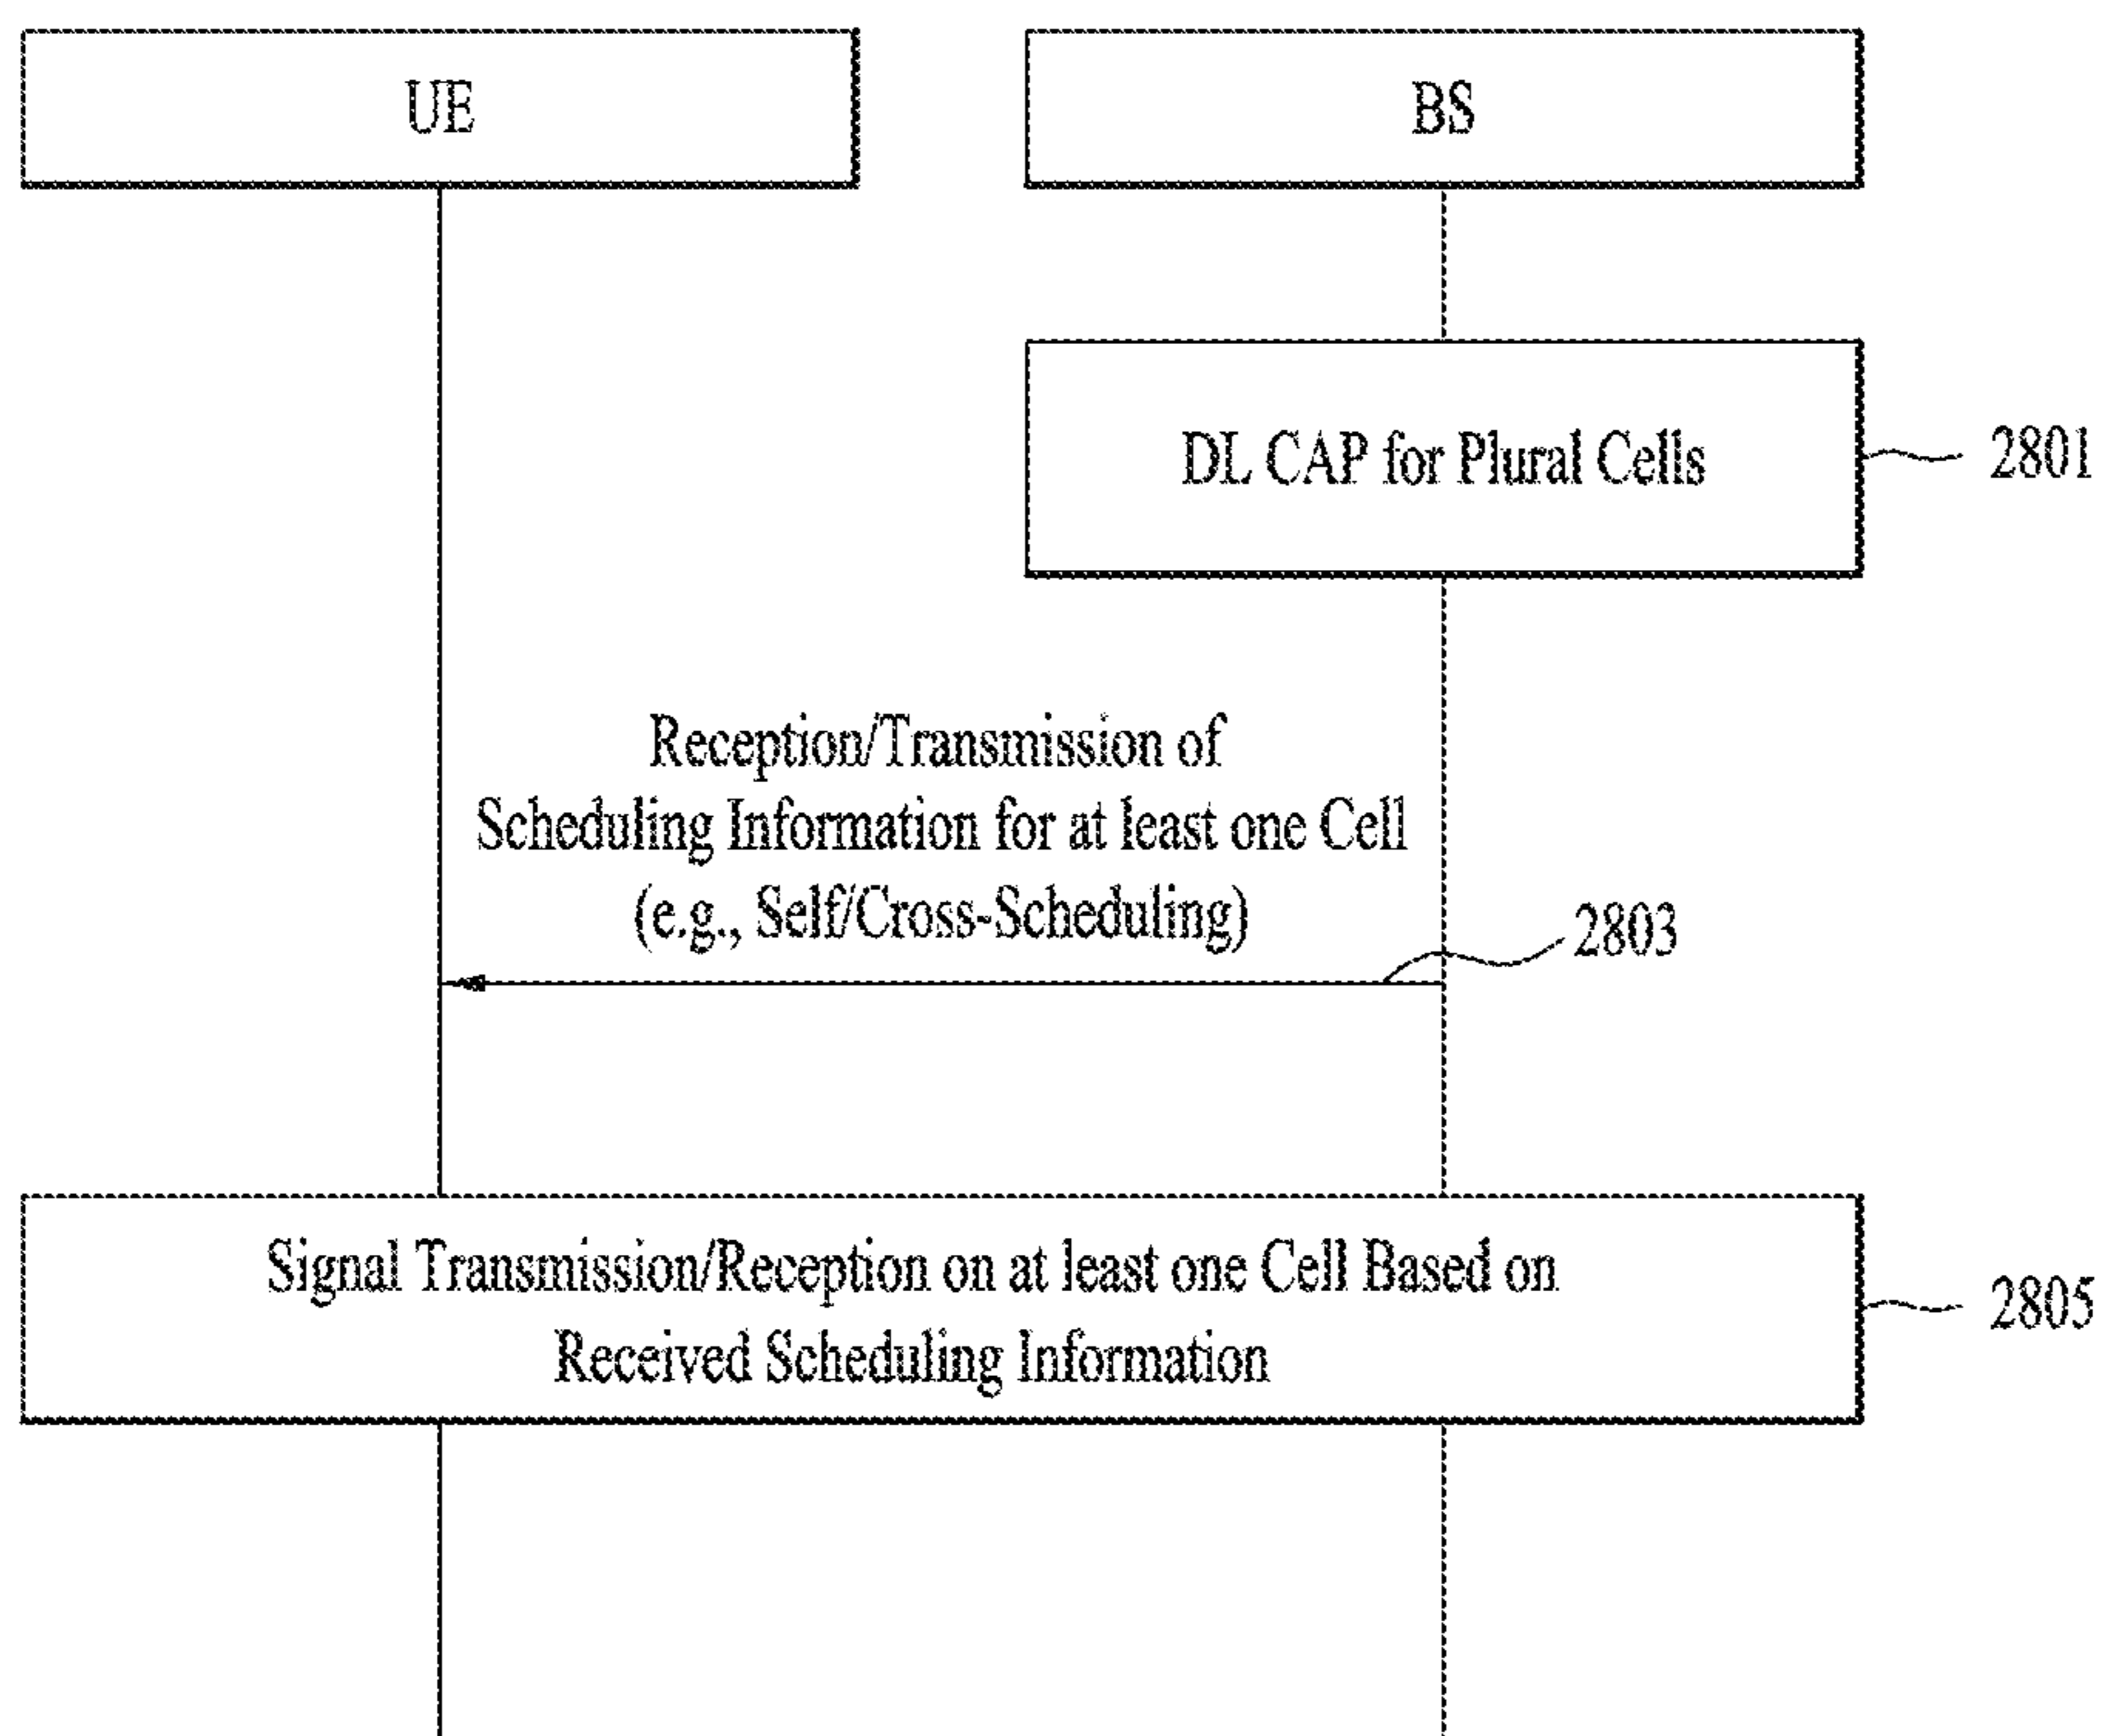 UE
BS
DL CAP for Plural Cells
2801
Reception/Transmission of
Scheduling Information for at least one Cell
(e.g., Self/Cross-Scheduling)
2803
Signal Transmission/Reception on at least one Cell Based on
Received Scheduling Information
2805